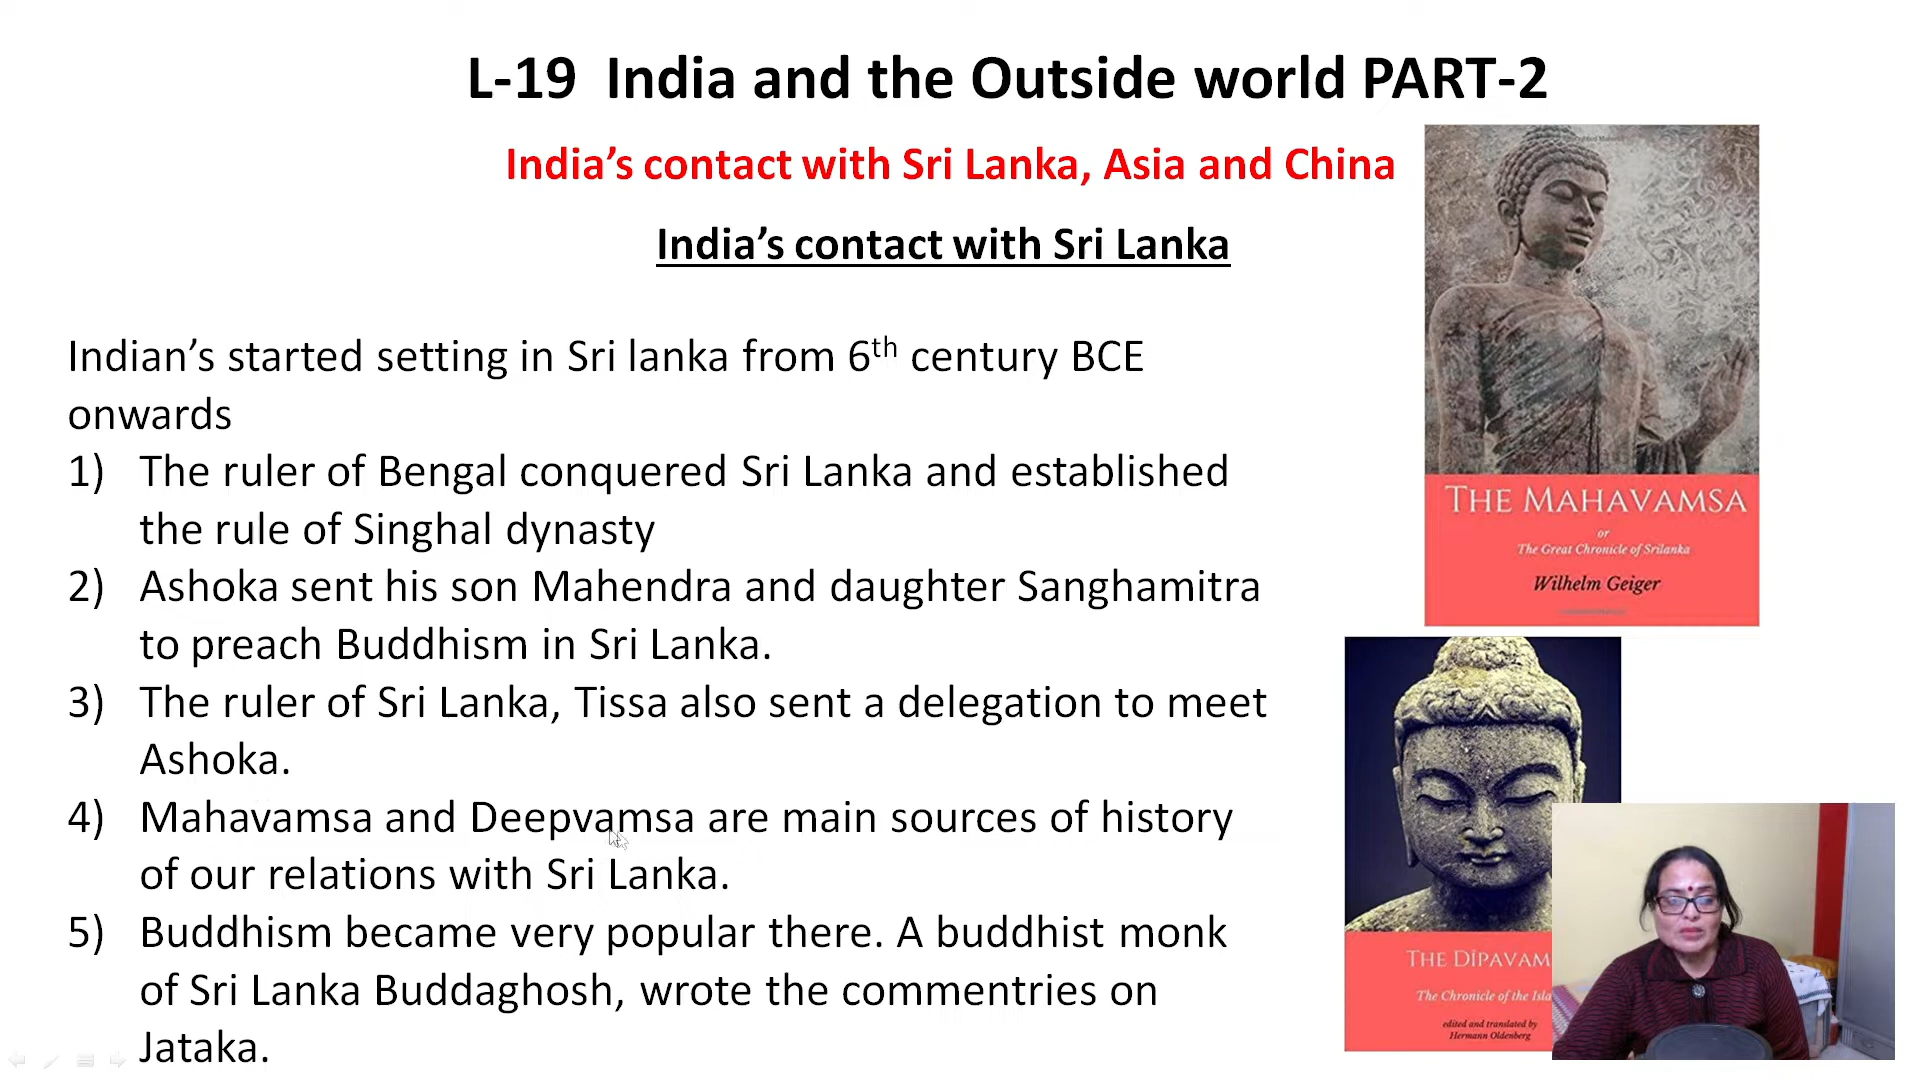 L-19 India and the Outside world PART-2
India's contact with Sri Lanka, Asia and China
India's contact with Sri Lanka
Indian's started setting in Sri lanka from 6th century BCE
onwards
1) The ruler of Bengal conquered Sri Lanka and established
the rule of Singhal dynasty
2) Ashoka sent his son Mahendra and daughter Sanghamitra
to preach Buddhism in Sri Lanka.
3) The ruler of Sri Lanka, Tissa also sent a delegation to meet
Ashoka.
4) Mahavamsa and Deepvamsa are main sources of history
of our relations with Sri Lanka.
5) Buddhism became very popular there. A buddhist monk
of Sri Lanka Buddaghosh, wrote the commentries on
Jataka.
THE MAHAVAMSA
or
The Great Chronicle of Srilanka
Wilhelm Geiger
THE DĪPAVAM
The Chronicle of the Isla
edited and translated by
Hermann Oldenberg